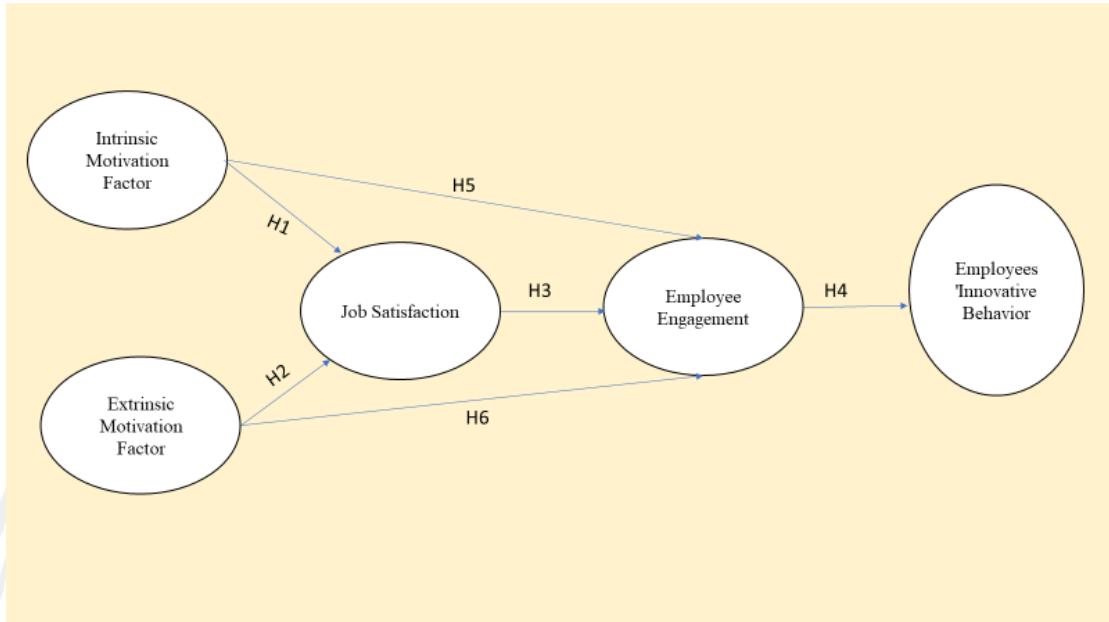 Intrinsic
Motivation
Factor
H5
H1
Job Satisfaction
H3
Employee
Engagement
H4
Employees
'Innovative
Behavior
H2
Extrinsic
Motivation
Factor
H6